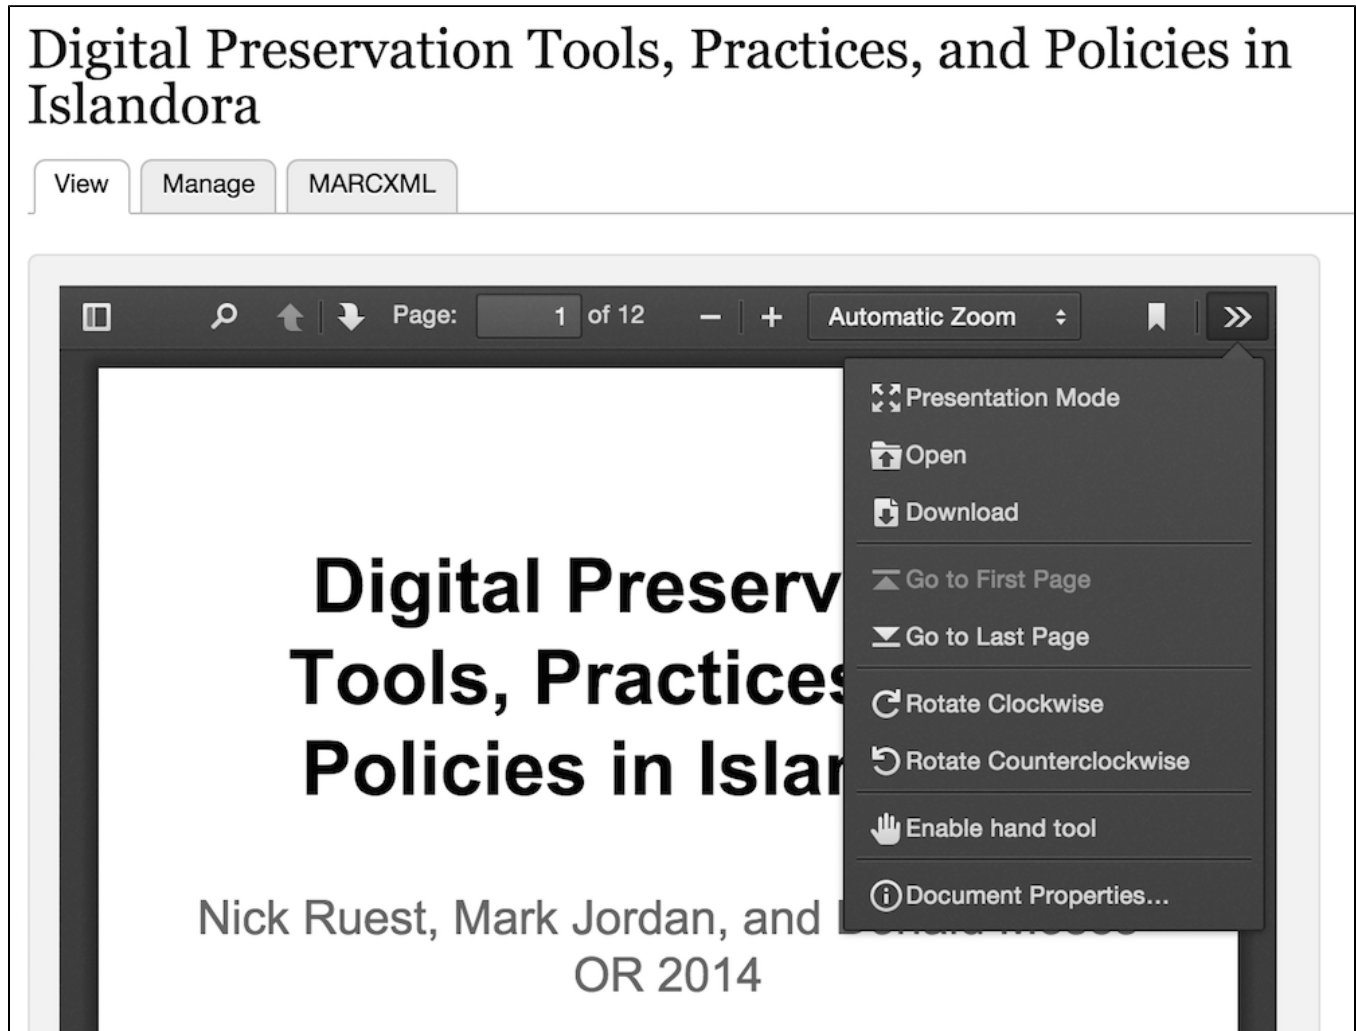 Digital Preservation Tools, Practices, and Policies in
Islandora
View Manage MARCXML
Page: 1 of 12 Automatic Zoom
Presentation Mode
Open
Download
Go to First Page
Go to Last Page
Rotate Clockwise
Rotate Counterclockwise
Enable hand tool
Document Properties...
Digital Preserv
Tools, Practices
Policies in Islan
Nick Ruest, Mark Jordan, and
OR 2014